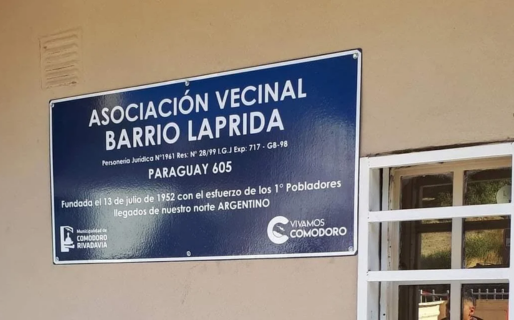 ASOCIACIÓN VECINAL
BARRIO LAPRIDA
Personería Jurídica N°1961 Res: N° 28/99 I.G.J Exp: 717 - GB-98
PARAGUAY 605
Fundada el 13 de julio de 1952 con el esfuerzo de los 1° Pobladores
llegados de nuestro norte ARGENTINO
Municipalidad de
COMODORO
RIVADAVIA
VIVAMOS
COMODORO